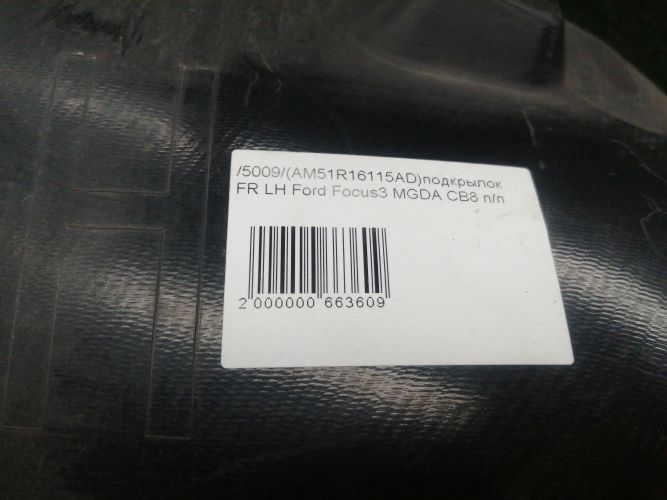 /5009/(AM51R16115AD)подкрылок
FR LH Ford Focus3 MGDA CB8 п/п
2 000000 663609